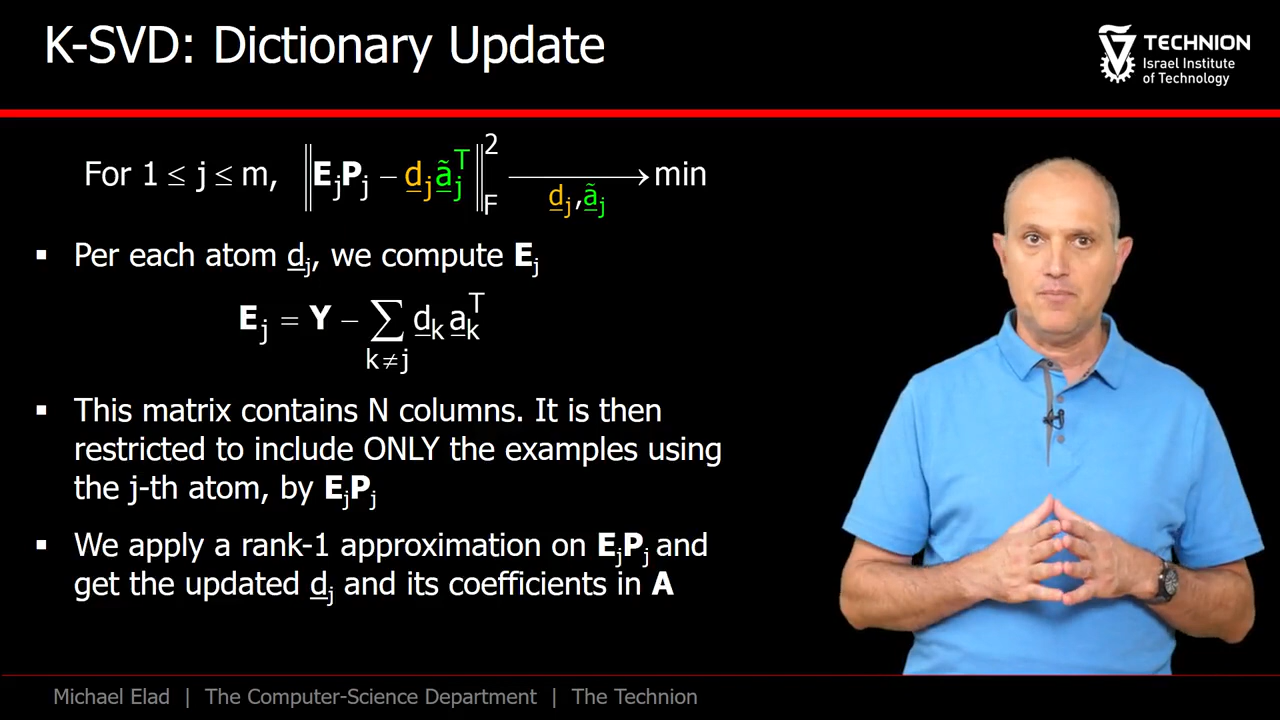 K-SVD: Dictionary Update
TECHNION
Israel Institute
of Technology
For 1 ≤ j ≤ m, ‖E_jP_j − d_jã_j^T‖_F^2 ⟶ min
d_j,ã_j
▪ Per each atom d_j, we compute E_j
E_j = Y − ∑ d_k a_k^T
k≠j
▪ This matrix contains N columns. It is then
restricted to include ONLY the examples using
the j-th atom, by E_jP_j
▪ We apply a rank-1 approximation on E_jP_j and
get the updated d_j and its coefficients in A
Michael Elad | The Computer-Science Department | The Technion